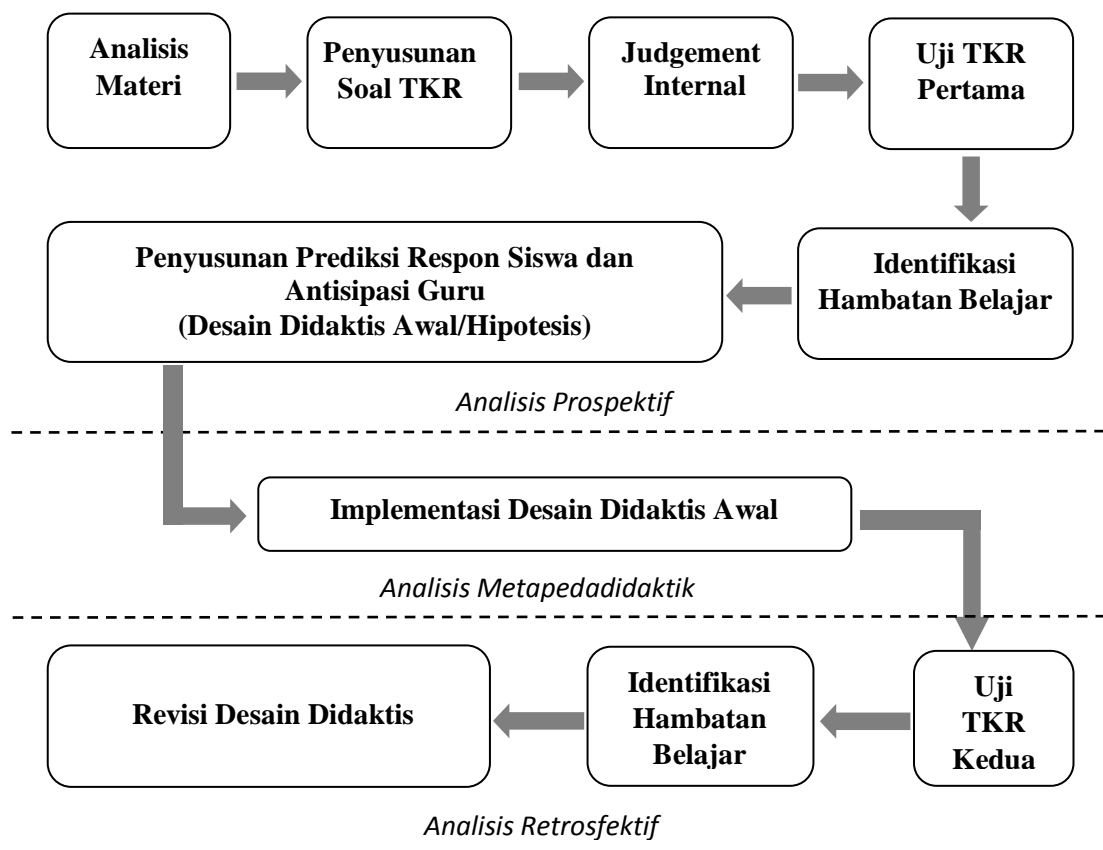 Analisis
Materi
Penyusunan
Soal TKR
Judgement
Internal
Uji TKR
Pertama
Identifikasi
Hambatan Belajar
Penyusunan Prediksi Respon Siswa dan
Antisipasi Guru
(Desain Didaktis Awal/Hipotesis)
Analisis Prospektif
Implementasi Desain Didaktis Awal
Analisis Metapedadidaktik
Uji
TKR
Kedua
Identifikasi
Hambatan
Belajar
Revisi Desain Didaktis
Analisis Retrosfektif